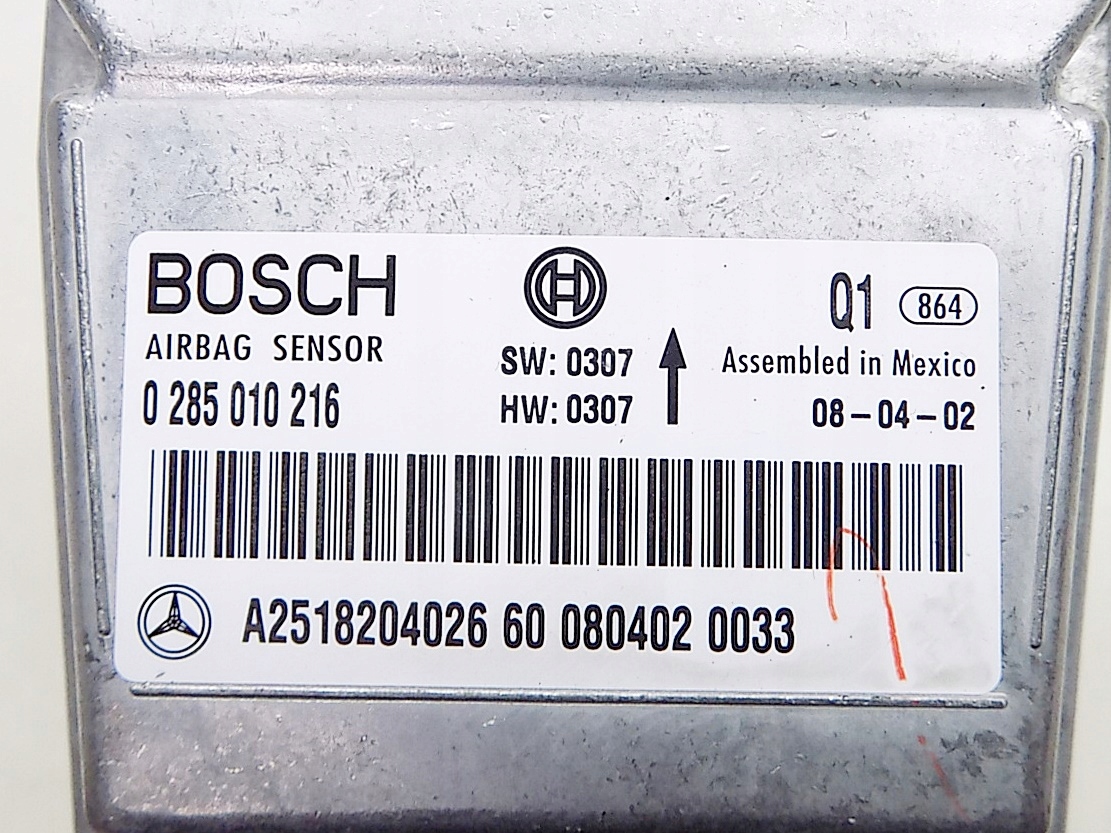 BOSCH
AIRBAG SENSOR
0 285 010 216
SW: 0307
HW: 0307
Q1 864
Assembled in Mexico
08-04-02
A2518204026 60 080402 0033